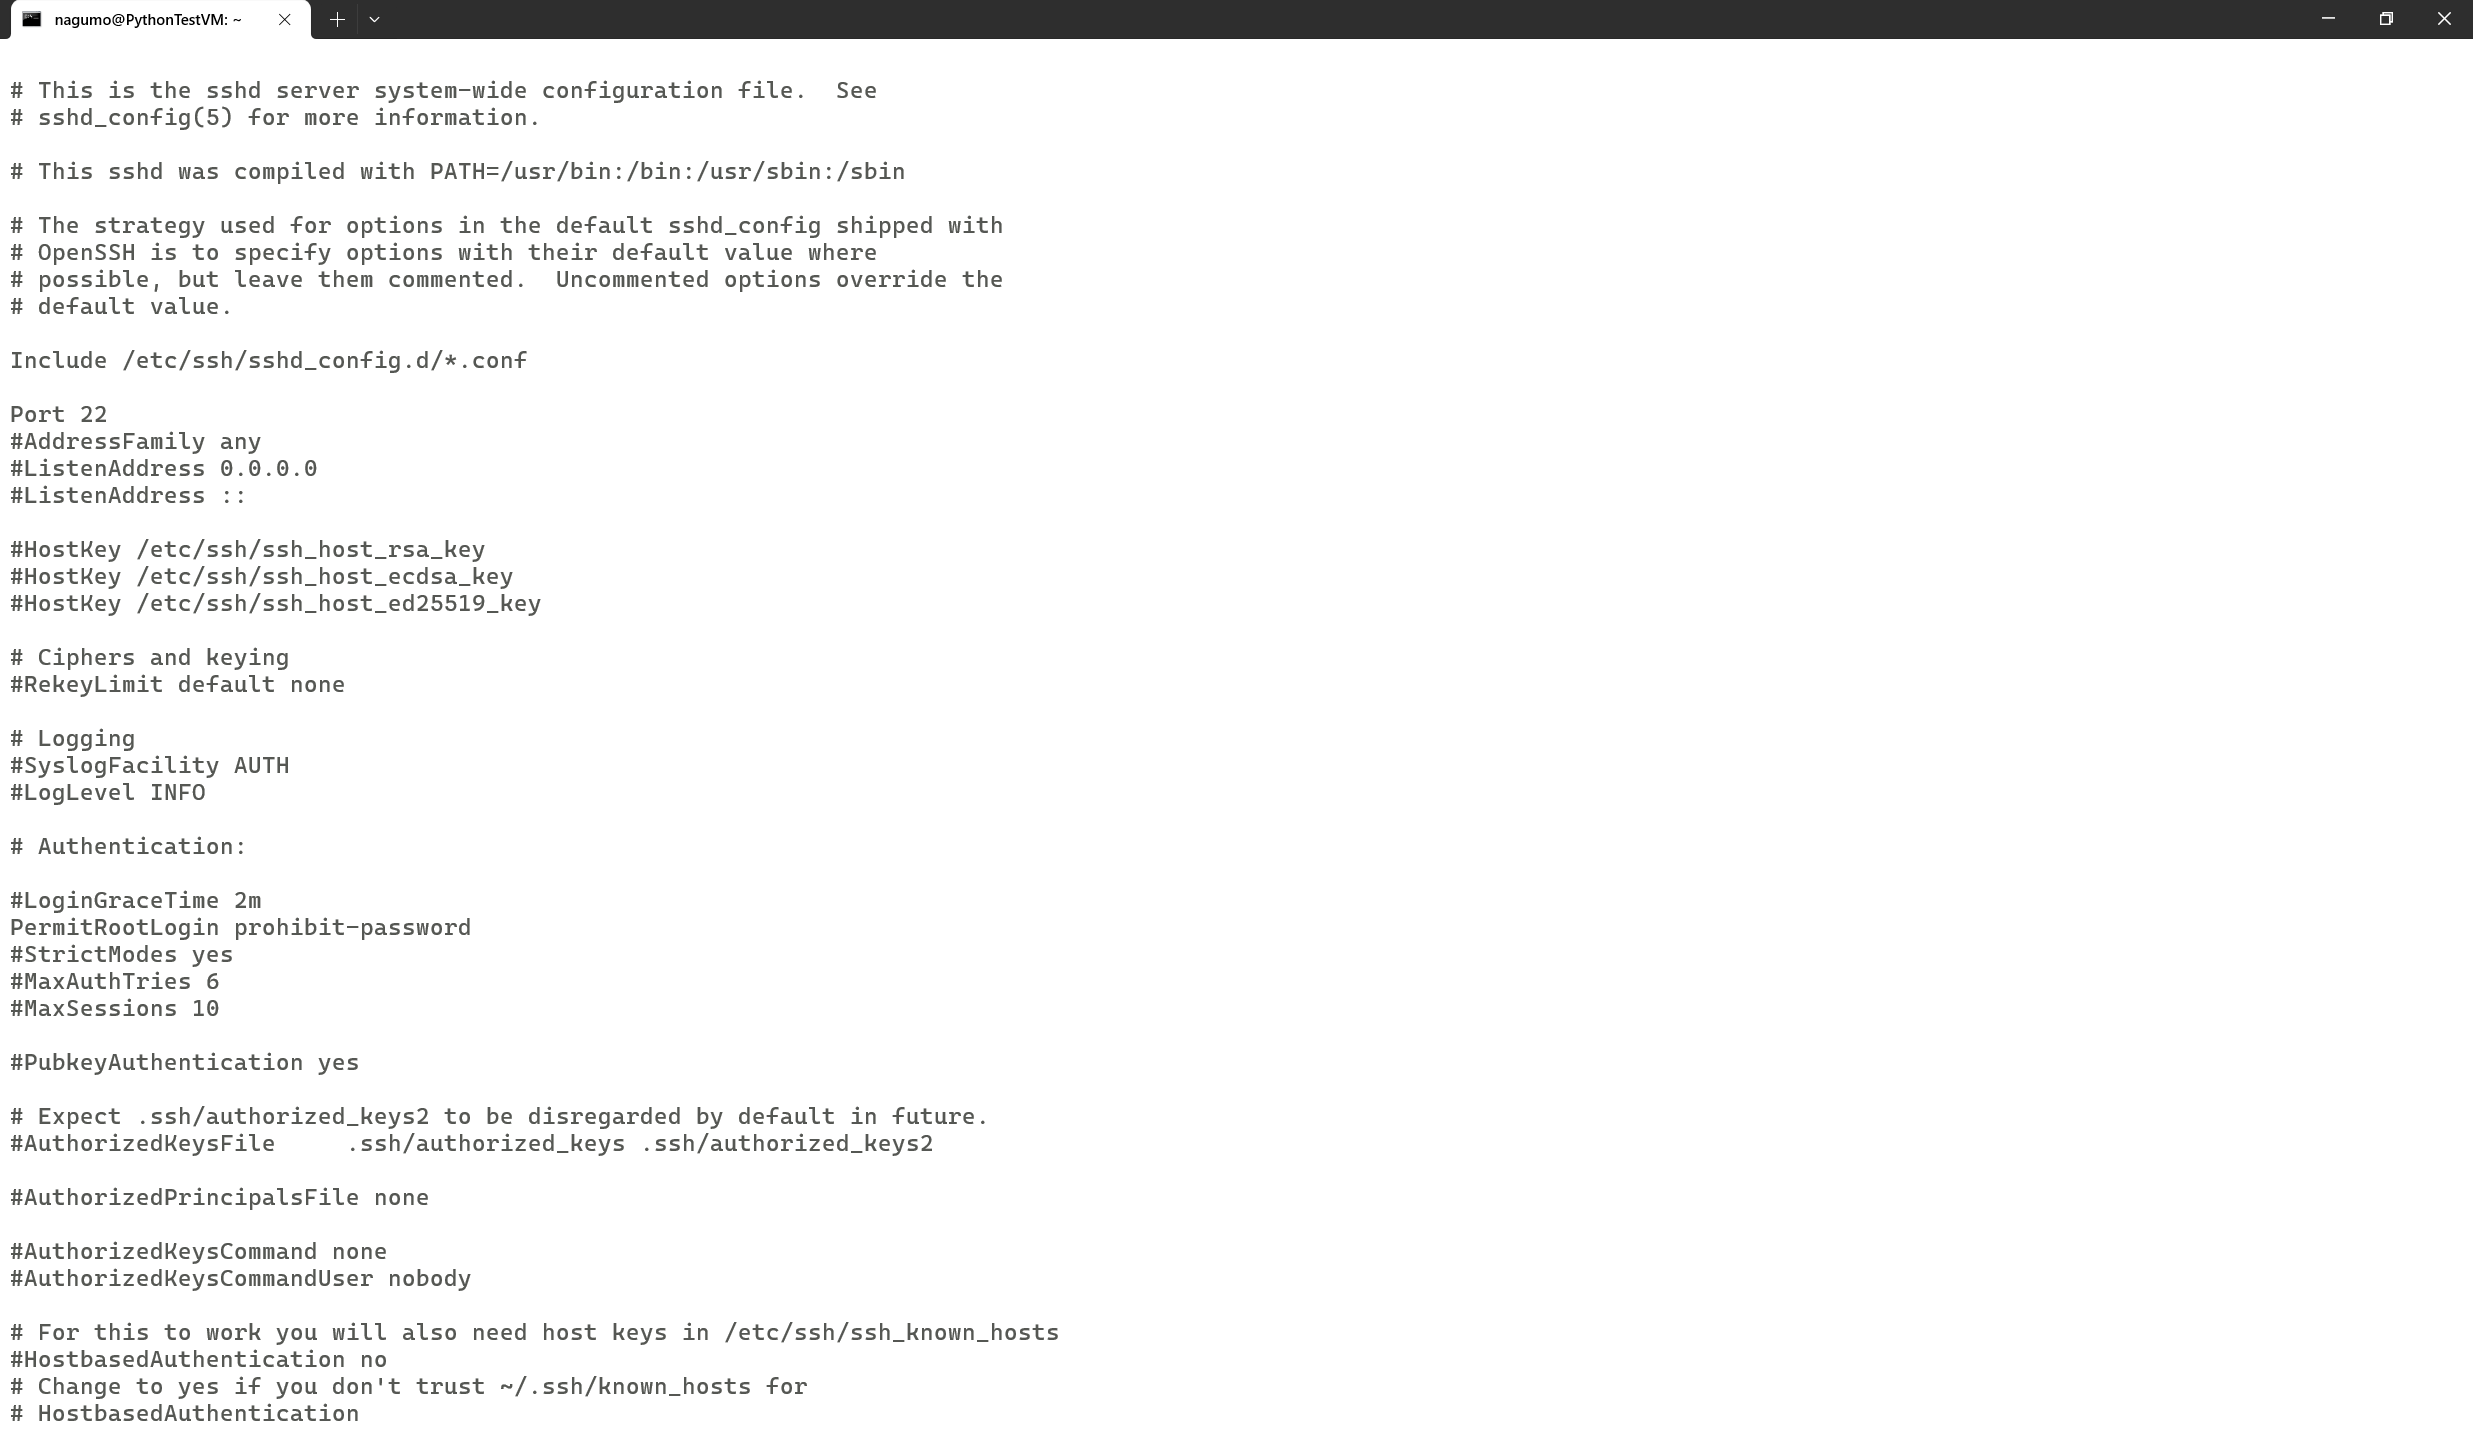 nagumo@PythonTestVM: ~
# This is the sshd server system-wide configuration file.  See
# sshd_config(5) for more information.
# This sshd was compiled with PATH=/usr/bin:/bin:/usr/sbin:/sbin
# The strategy used for options in the default sshd_config shipped with
# OpenSSH is to specify options with their default value where
# possible, but leave them commented.  Uncommented options override the
# default value.
Include /etc/ssh/sshd_config.d/*.conf
Port 22
#AddressFamily any
#ListenAddress 0.0.0.0
#ListenAddress ::
#HostKey /etc/ssh/ssh_host_rsa_key
#HostKey /etc/ssh/ssh_host_ecdsa_key
#HostKey /etc/ssh/ssh_host_ed25519_key
# Ciphers and keying
#RekeyLimit default none
# Logging
#SyslogFacility AUTH
#LogLevel INFO
# Authentication:
#LoginGraceTime 2m
PermitRootLogin prohibit-password
#StrictModes yes
#MaxAuthTries 6
#MaxSessions 10
#PubkeyAuthentication yes
# Expect .ssh/authorized_keys2 to be disregarded by default in future.
#AuthorizedKeysFile     .ssh/authorized_keys .ssh/authorized_keys2
#AuthorizedPrincipalsFile none
#AuthorizedKeysCommand none
#AuthorizedKeysCommandUser nobody
# For this to work you will also need host keys in /etc/ssh/ssh_known_hosts
#HostbasedAuthentication no
# Change to yes if you don't trust ~/.ssh/known_hosts for
# HostbasedAuthentication